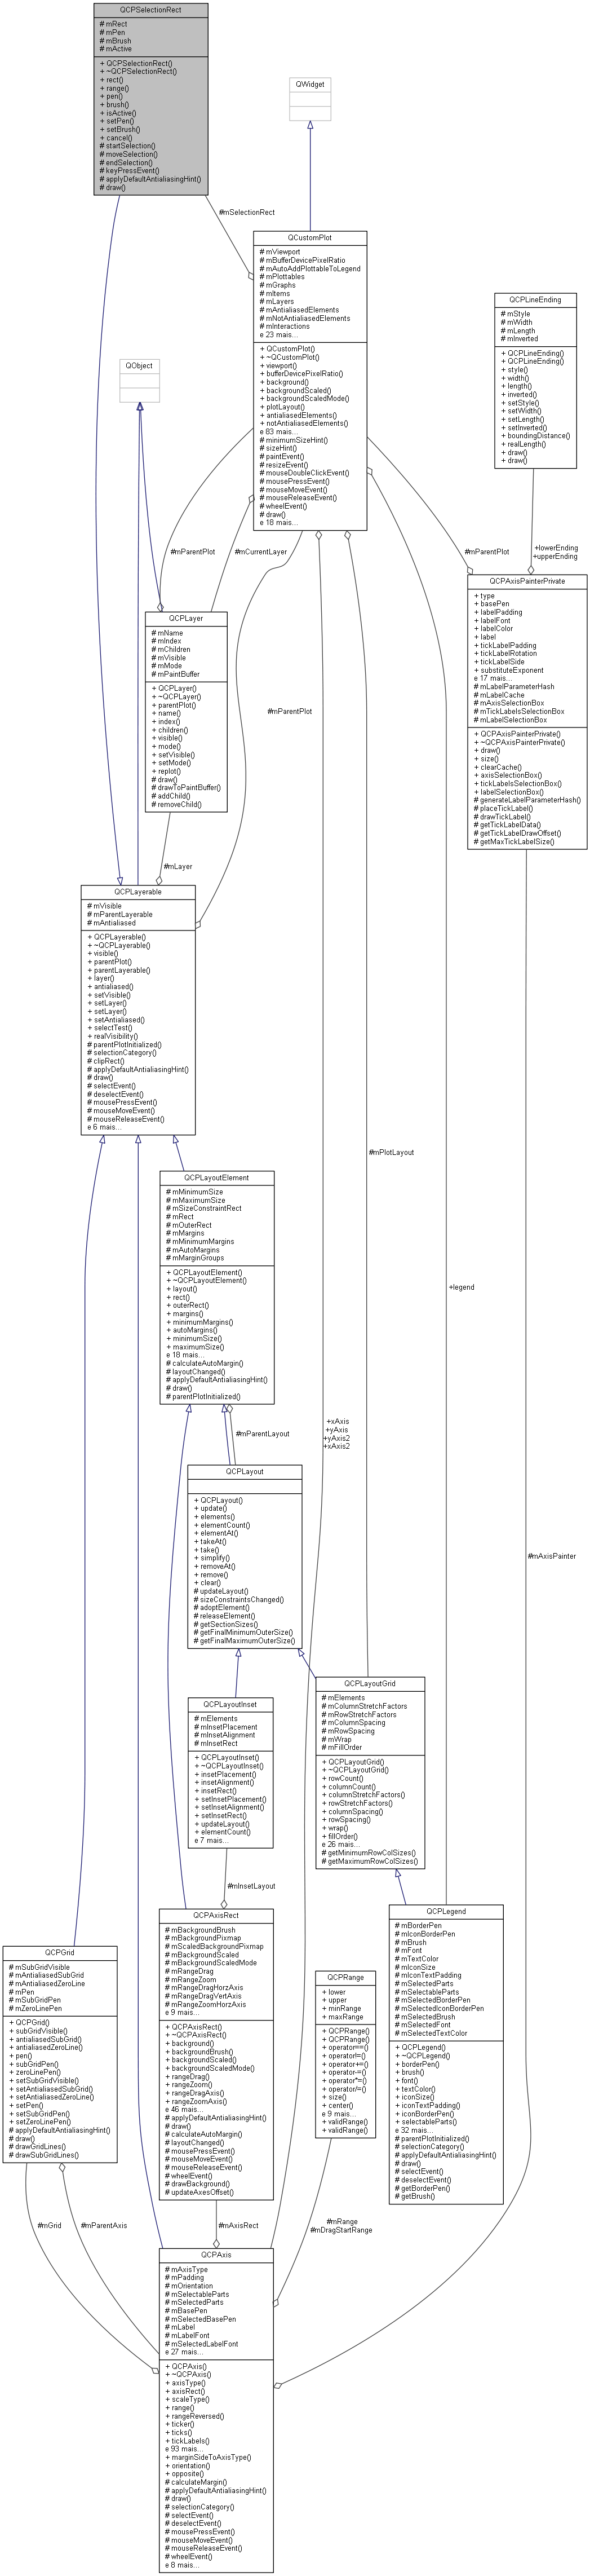 QCPSelectionRect
# mRect
# mPen
# mBrush
# mActive
+ QCPSelectionRect()
+ ~QCPSelectionRect()
+ rect()
+ range()
+ pen()
+ brush()
+ isActive()
+ setPen()
+ setBrush()
+ cancel()
# startSelection()
# moveSelection()
# endSelection()
# keyPressEvent()
# applyDefaultAntialiasingHint()
# draw()
QWidget
#mSelectionRect
QCustomPlot
# mViewport
# mBufferDevicePixelRatio
# mAutoAddPlottableToLegend
# mPlottables
# mGraphs
# mItems
# mLayers
# mAntialiasedElements
# mNotAntialiasedElements
# mInteractions
e 23 mais...
+ QCustomPlot()
+ ~QCustomPlot()
+ viewport()
+ bufferDevicePixelRatio()
+ background()
+ backgroundScaled()
+ backgroundScaledMode()
+ plotLayout()
+ antialiasedElements()
+ notAntialiasedElements()
e 83 mais...
# minimumSizeHint()
# sizeHint()
# paintEvent()
# resizeEvent()
# mouseDoubleClickEvent()
# mousePressEvent()
# mouseMoveEvent()
# mouseReleaseEvent()
# wheelEvent()
# draw()
e 18 mais...
QCPLineEnding
# mStyle
# mWidth
# mLength
# mInverted
+ QCPLineEnding()
+ QCPLineEnding()
+ style()
+ width()
+ length()
+ inverted()
+ setStyle()
+ setWidth()
+ setLength()
+ setInverted()
+ boundingDistance()
+ realLength()
+ draw()
+ draw()
QObject
#mParentPlot
#mCurrentLayer
#mParentPlot
+lowerEnding
+upperEnding
QCPAxisPainterPrivate
+ type
+ basePen
+ labelPadding
+ labelFont
+ labelColor
+ label
+ tickLabelPadding
+ tickLabelRotation
+ tickLabelSide
+ substituteExponent
e 17 mais...
# mLabelParameterHash
# mLabelCache
# mAxisSelectionBox
# mTickLabelsSelectionBox
# mLabelSelectionBox
+ QCPAxisPainterPrivate()
+ ~QCPAxisPainterPrivate()
+ draw()
+ size()
+ clearCache()
+ axisSelectionBox()
+ tickLabelsSelectionBox()
+ labelSelectionBox()
# generateLabelParameterHash()
# placeTickLabel()
# drawTickLabel()
# getTickLabelData()
# getTickLabelDrawOffset()
# getMaxTickLabelSize()
QCPLayer
# mName
# mIndex
# mChildren
# mVisible
# mMode
# mPaintBuffer
+ QCPLayer()
+ ~QCPLayer()
+ parentPlot()
+ name()
+ index()
+ children()
+ visible()
+ mode()
+ setVisible()
+ setMode()
+ replot()
# draw()
# drawToPaintBuffer()
# addChild()
# removeChild()
#mParentPlot
#mLayer
QCPLayerable
# mVisible
# mParentLayerable
# mAntialiased
+ QCPLayerable()
+ ~QCPLayerable()
+ visible()
+ parentPlot()
+ parentLayerable()
+ layer()
+ antialiased()
+ setVisible()
+ setLayer()
+ setLayer()
+ setAntialiased()
+ selectTest()
+ realVisibility()
# parentPlotInitialized()
# selectionCategory()
# clipRect()
# applyDefaultAntialiasingHint()
# draw()
# selectEvent()
# deselectEvent()
# mousePressEvent()
# mouseMoveEvent()
# mouseReleaseEvent()
e 6 mais...
#mPlotLayout
QCPLayoutElement
# mMinimumSize
# mMaximumSize
# mSizeConstraintRect
# mRect
# mOuterRect
# mMargins
# mMinimumMargins
# mAutoMargins
# mMarginGroups
+ QCPLayoutElement()
+ ~QCPLayoutElement()
+ layout()
+ rect()
+ outerRect()
+ margins()
+ minimumMargins()
+ autoMargins()
+ minimumSize()
+ maximumSize()
e 18 mais...
# calculateAutoMargin()
# layoutChanged()
# applyDefaultAntialiasingHint()
# draw()
# parentPlotInitialized()
+legend
#mParentLayout
+xAxis
+yAxis
+yAxis2
+xAxis2
QCPLayout
+ QCPLayout()
+ update()
+ elements()
+ elementCount()
+ elementAt()
+ takeAt()
+ take()
+ simplify()
+ removeAt()
+ remove()
+ clear()
# updateLayout()
# sizeConstraintsChanged()
# adoptElement()
# releaseElement()
# getSectionSizes()
# getFinalMinimumOuterSize()
# getFinalMaximumOuterSize()
#mAxisPainter
QCPLayoutInset
# mElements
# mInsetPlacement
# mInsetAlignment
# mInsetRect
+ QCPLayoutInset()
+ ~QCPLayoutInset()
+ insetPlacement()
+ insetAlignment()
+ insetRect()
+ setInsetPlacement()
+ setInsetAlignment()
+ setInsetRect()
+ updateLayout()
+ elementCount()
e 7 mais...
QCPLayoutGrid
# mElements
# mColumnStretchFactors
# mRowStretchFactors
# mColumnSpacing
# mRowSpacing
# mWrap
# mFillOrder
+ QCPLayoutGrid()
+ ~QCPLayoutGrid()
+ rowCount()
+ columnCount()
+ columnStretchFactors()
+ rowStretchFactors()
+ columnSpacing()
+ rowSpacing()
+ wrap()
+ fillOrder()
e 26 mais...
# getMinimumRowColSizes()
# getMaximumRowColSizes()
#mInsetLayout
QCPAxisRect
# mBackgroundBrush
# mBackgroundPixmap
# mScaledBackgroundPixmap
# mBackgroundScaled
# mBackgroundScaledMode
# mRangeDrag
# mRangeZoom
# mRangeDragHorzAxis
# mRangeDragVertAxis
# mRangeZoomHorzAxis
e 9 mais...
+ QCPAxisRect()
+ ~QCPAxisRect()
+ background()
+ backgroundBrush()
+ backgroundScaled()
+ backgroundScaledMode()
+ rangeDrag()
+ rangeZoom()
+ rangeDragAxis()
+ rangeZoomAxis()
e 46 mais...
# applyDefaultAntialiasingHint()
# draw()
# calculateAutoMargin()
# layoutChanged()
# mousePressEvent()
# mouseMoveEvent()
# mouseReleaseEvent()
# wheelEvent()
# drawBackground()
# updateAxesOffset()
QCPLegend
# mBorderPen
# mIconBorderPen
# mBrush
# mFont
# mTextColor
# mIconSize
# mIconTextPadding
# mSelectedParts
# mSelectableParts
# mSelectedBorderPen
# mSelectedIconBorderPen
# mSelectedBrush
# mSelectedFont
# mSelectedTextColor
+ QCPLegend()
+ ~QCPLegend()
+ borderPen()
+ brush()
+ font()
+ textColor()
+ iconSize()
+ iconTextPadding()
+ iconBorderPen()
+ selectableParts()
e 32 mais...
# parentPlotInitialized()
# selectionCategory()
# applyDefaultAntialiasingHint()
# draw()
# selectEvent()
# deselectEvent()
# getBorderPen()
# getBrush()
QCPGrid
# mSubGridVisible
# mAntialiasedSubGrid
# mAntialiasedZeroLine
# mPen
# mSubGridPen
# mZeroLinePen
+ QCPGrid()
+ subGridVisible()
+ antialiasedSubGrid()
+ antialiasedZeroLine()
+ pen()
+ subGridPen()
+ zeroLinePen()
+ setSubGridVisible()
+ setAntialiasedSubGrid()
+ setAntialiasedZeroLine()
+ setPen()
+ setSubGridPen()
+ setZeroLinePen()
# applyDefaultAntialiasingHint()
# draw()
# drawGridLines()
# drawSubGridLines()
QCPRange
+ lower
+ upper
+ minRange
+ maxRange
+ QCPRange()
+ QCPRange()
+ operator==()
+ operator!=()
+ operator+=()
+ operator-=()
+ operator*=()
+ operator/=()
+ size()
+ center()
e 9 mais...
+ validRange()
+ validRange()
#mGrid
#mParentAxis
#mAxisRect
#mRange
#mDragStartRange
QCPAxis
# mAxisType
# mPadding
# mOrientation
# mSelectableParts
# mSelectedParts
# mBasePen
# mSelectedBasePen
# mLabel
# mLabelFont
# mSelectedLabelFont
e 27 mais...
+ QCPAxis()
+ ~QCPAxis()
+ axisType()
+ axisRect()
+ scaleType()
+ range()
+ rangeReversed()
+ ticker()
+ ticks()
+ tickLabels()
e 93 mais...
+ marginSideToAxisType()
+ orientation()
+ opposite()
# calculateMargin()
# applyDefaultAntialiasingHint()
# draw()
# selectionCategory()
# selectEvent()
# deselectEvent()
# mousePressEvent()
# mouseMoveEvent()
# mouseReleaseEvent()
# wheelEvent()
e 8 mais...